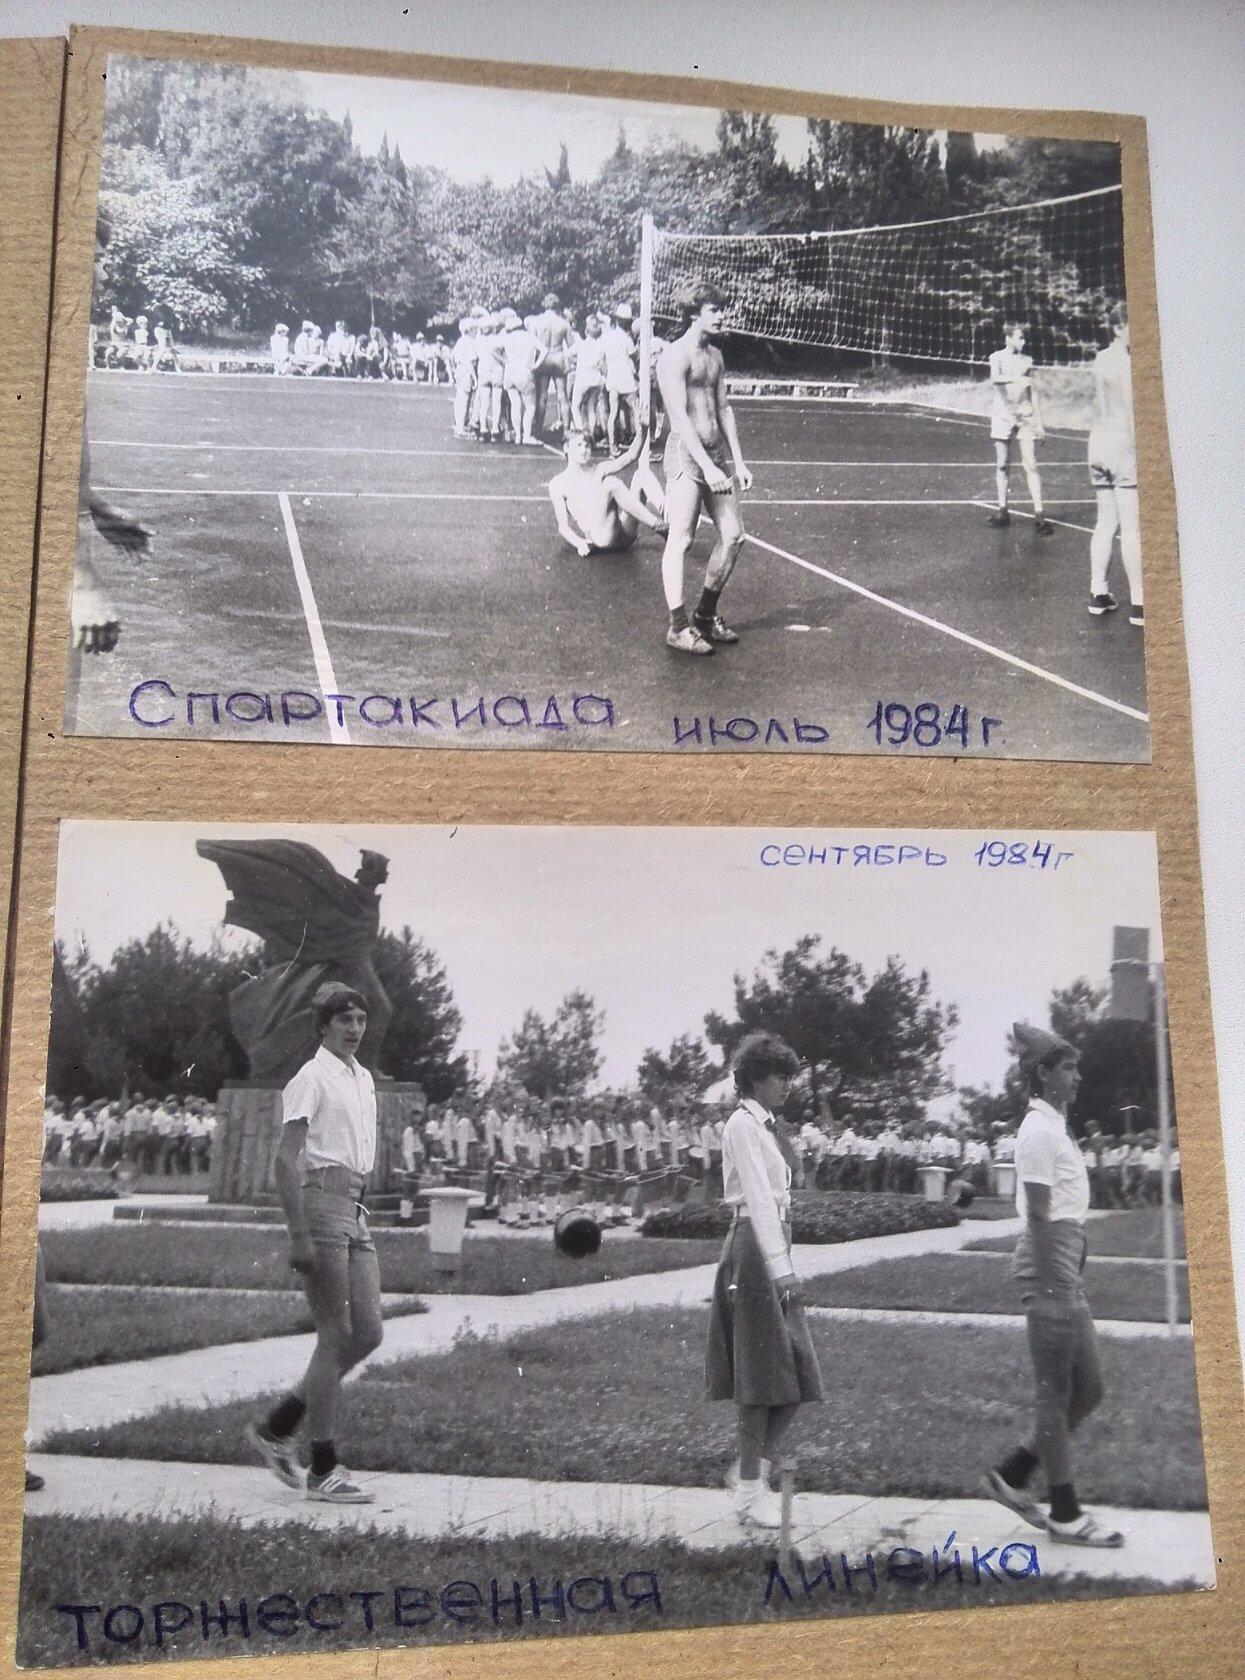 Спартакиада июль 1984г.
сентябрь 1984г
торжественная линейка